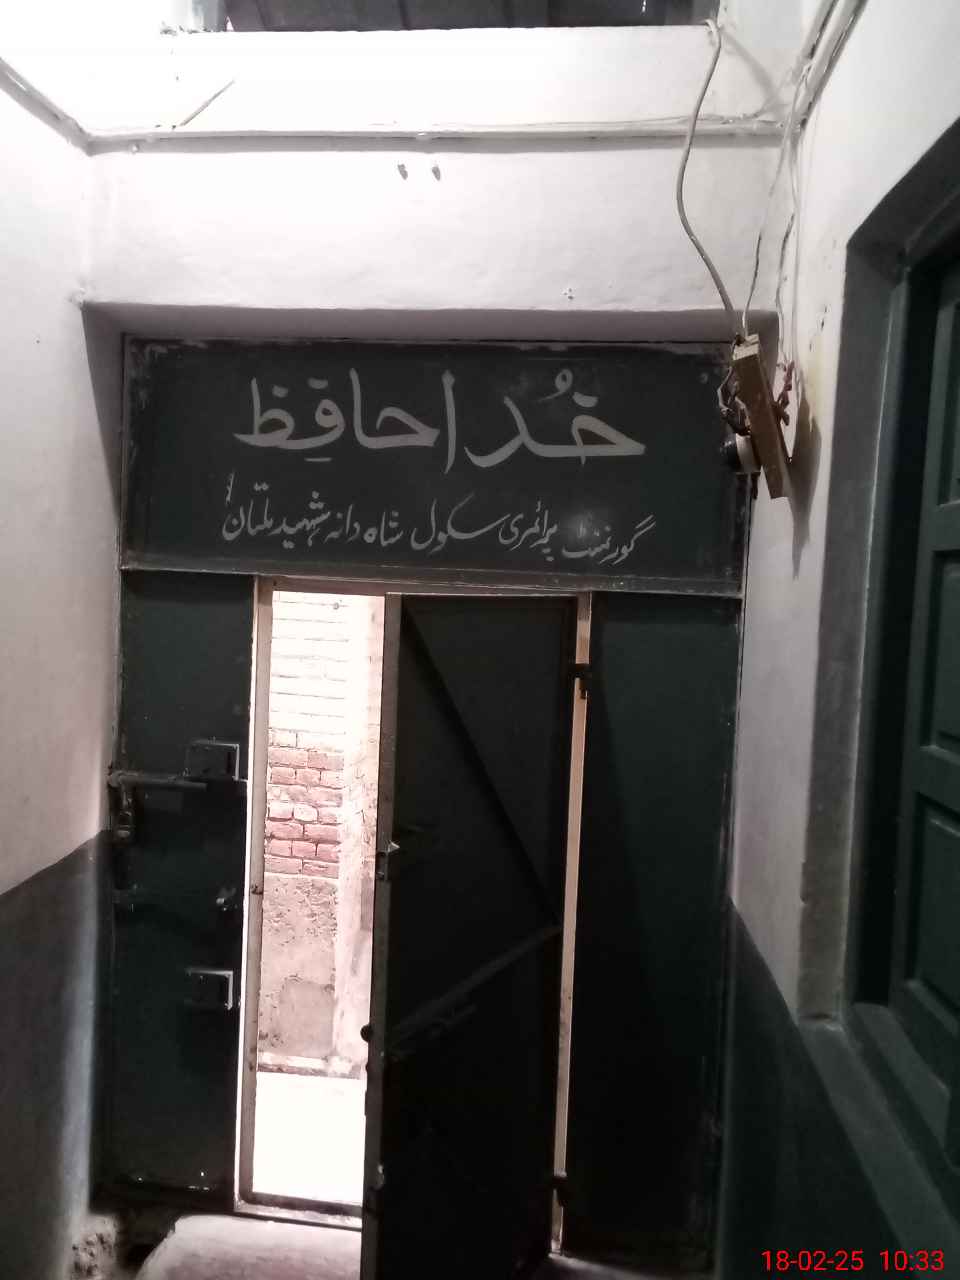 خُدا حافِظ
گورنمنٹ پرائمری سکول شاہ دانہ شہید ملتان
18-02-25 10:33